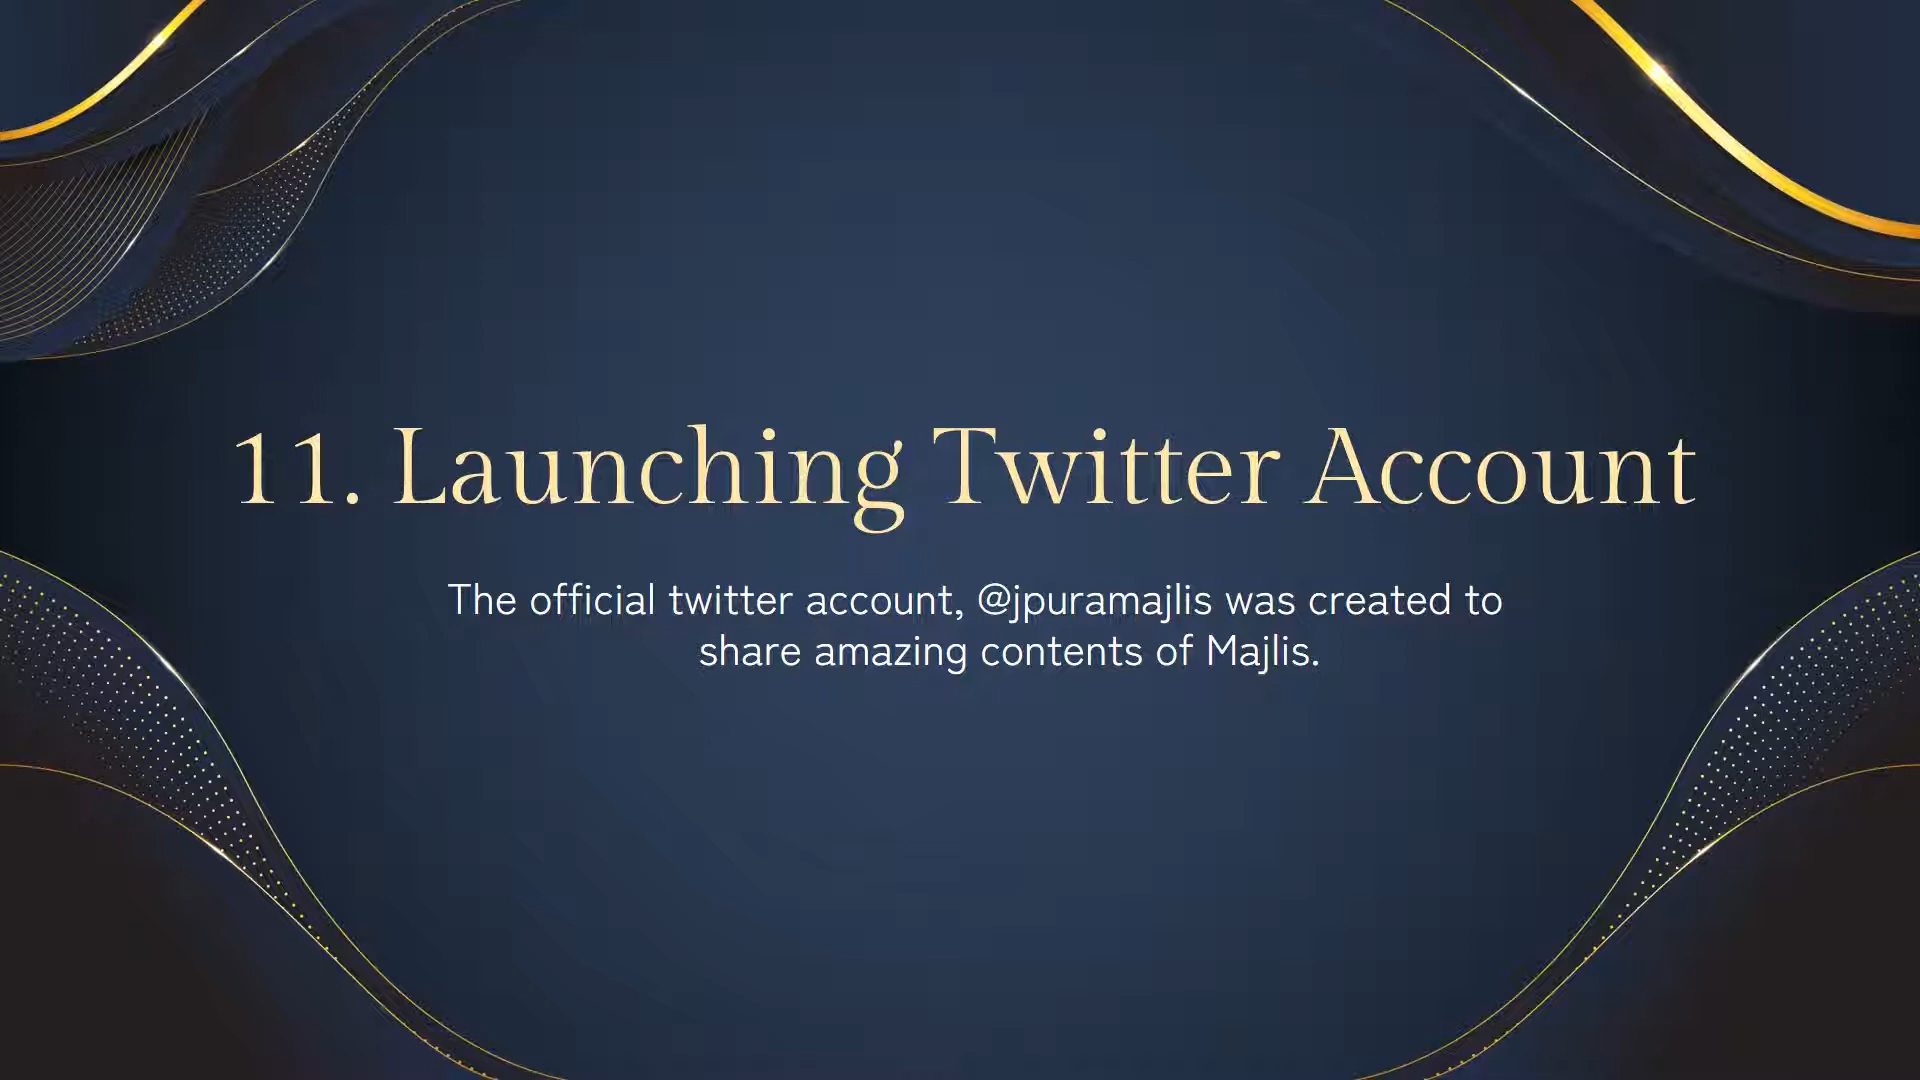 11. Launching Twitter Account
The official twitter account, @jpuramajlis was created to
share amazing contents of Majlis.